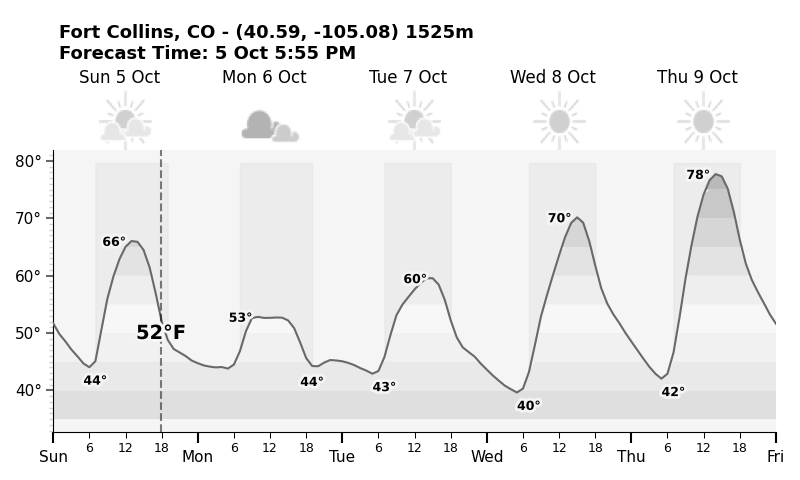 Fort Collins, CO - (40.59, -105.08) 1525m
Forecast Time: 5 Oct 5:55 PM
Sun 5 Oct Mon 6 Oct Tue 7 Oct Wed 8 Oct Thu 9 Oct
80°
78°
70° 70°
66°
60° 60°
53°
50° 52°F
44° 44° 43° 42°
40° 40°
6 12 18 6 12 18 6 12 18 6 12 18 6 12 18
Sun Mon Tue Wed Thu Fri